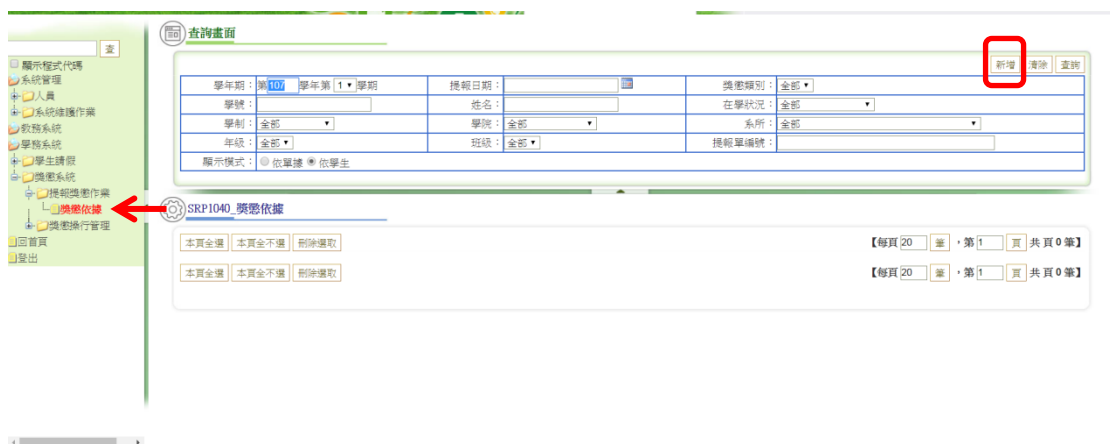 查詢畫面
查
顯示程式代碼
系統管理
人員
系統維護作業
教務系統
學務系統
學生請假
獎懲系統
提報獎懲作業
獎懲依據
獎懲操行管理
回首頁
登出
新增 清除 查詢
學年期： 第 107 學年第 1 學期 提報日期： 獎懲類別： 全部
學號： 姓名： 在學狀況： 全部
學制： 全部 學院： 全部 系所： 全部
年級： 全部 班級： 全部 提報單編號：
顯示模式： 依單據 依學生
SRP1040_獎懲依據
本頁全選 本頁全不選 刪除選取 【每頁 20 筆 ，第 1 頁 共 頁 0 筆】
本頁全選 本頁全不選 刪除選取 【每頁 20 筆 ，第 1 頁 共 頁 0 筆】